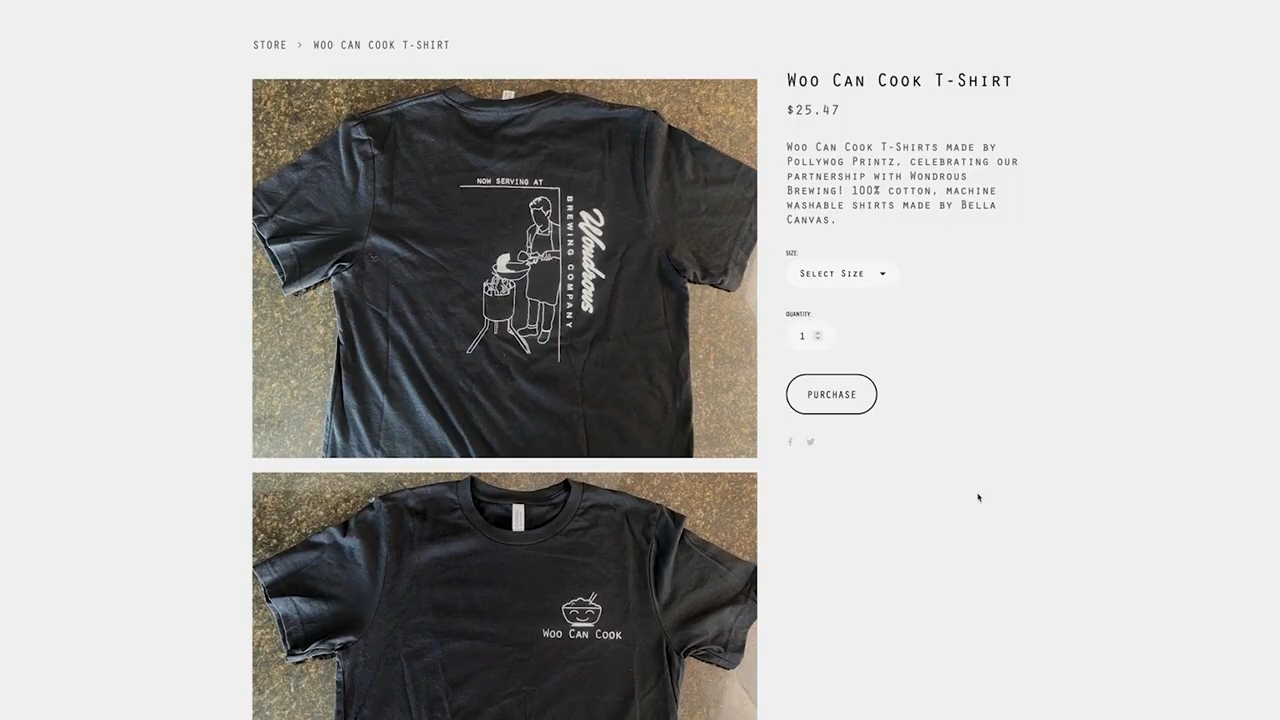 STORE > WOO CAN COOK T-SHIRT
NOW SERVING AT
Wondrous
BREWING COMPANY
WOO CAN COOK
WOO CAN COOK T-SHIRT
$25.47
WOO CAN COOK T-SHIRTS MADE BY
POLLYWOG PRINTZ, CELEBRATING OUR
PARTNERSHIP WITH WONDROUS
BREWING! 100% COTTON, MACHINE
WASHABLE SHIRTS MADE BY BELLA
CANVAS.
SIZE:
SELECT SIZE
QUANTITY:
1
PURCHASE